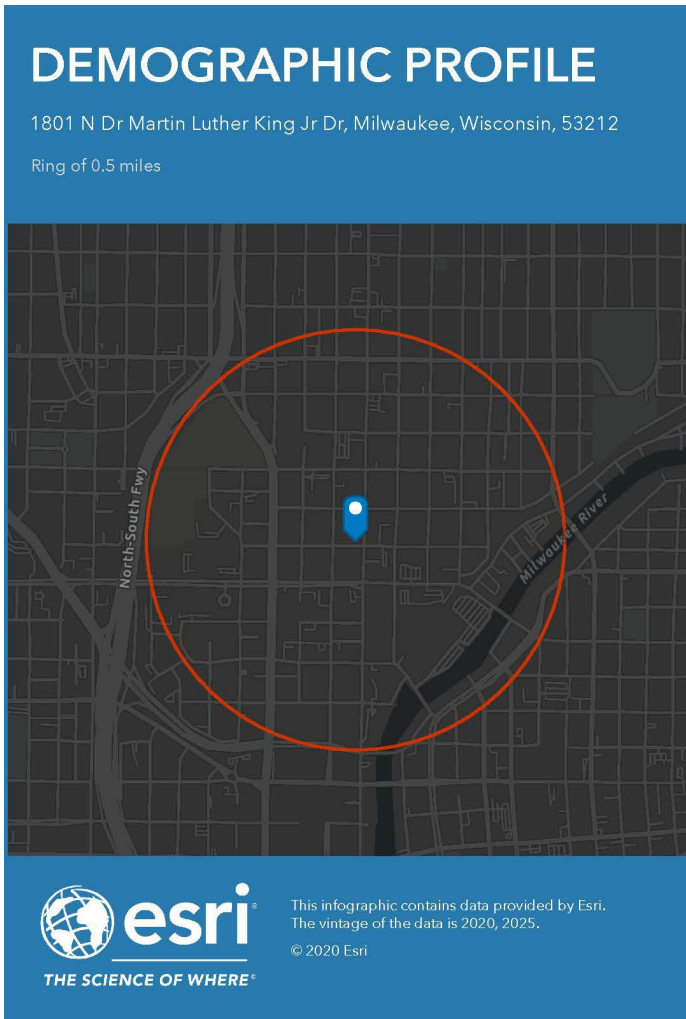 DEMOGRAPHIC PROFILE
1801 N Dr Martin Luther King Jr Dr, Milwaukee, Wisconsin, 53212
Ring of 0.5 miles
North-South Fwy
Milwaukee River
esri®
THE SCIENCE OF WHERE®
This infographic contains data provided by Esri.
The vintage of the data is 2020, 2025.
© 2020 Esri